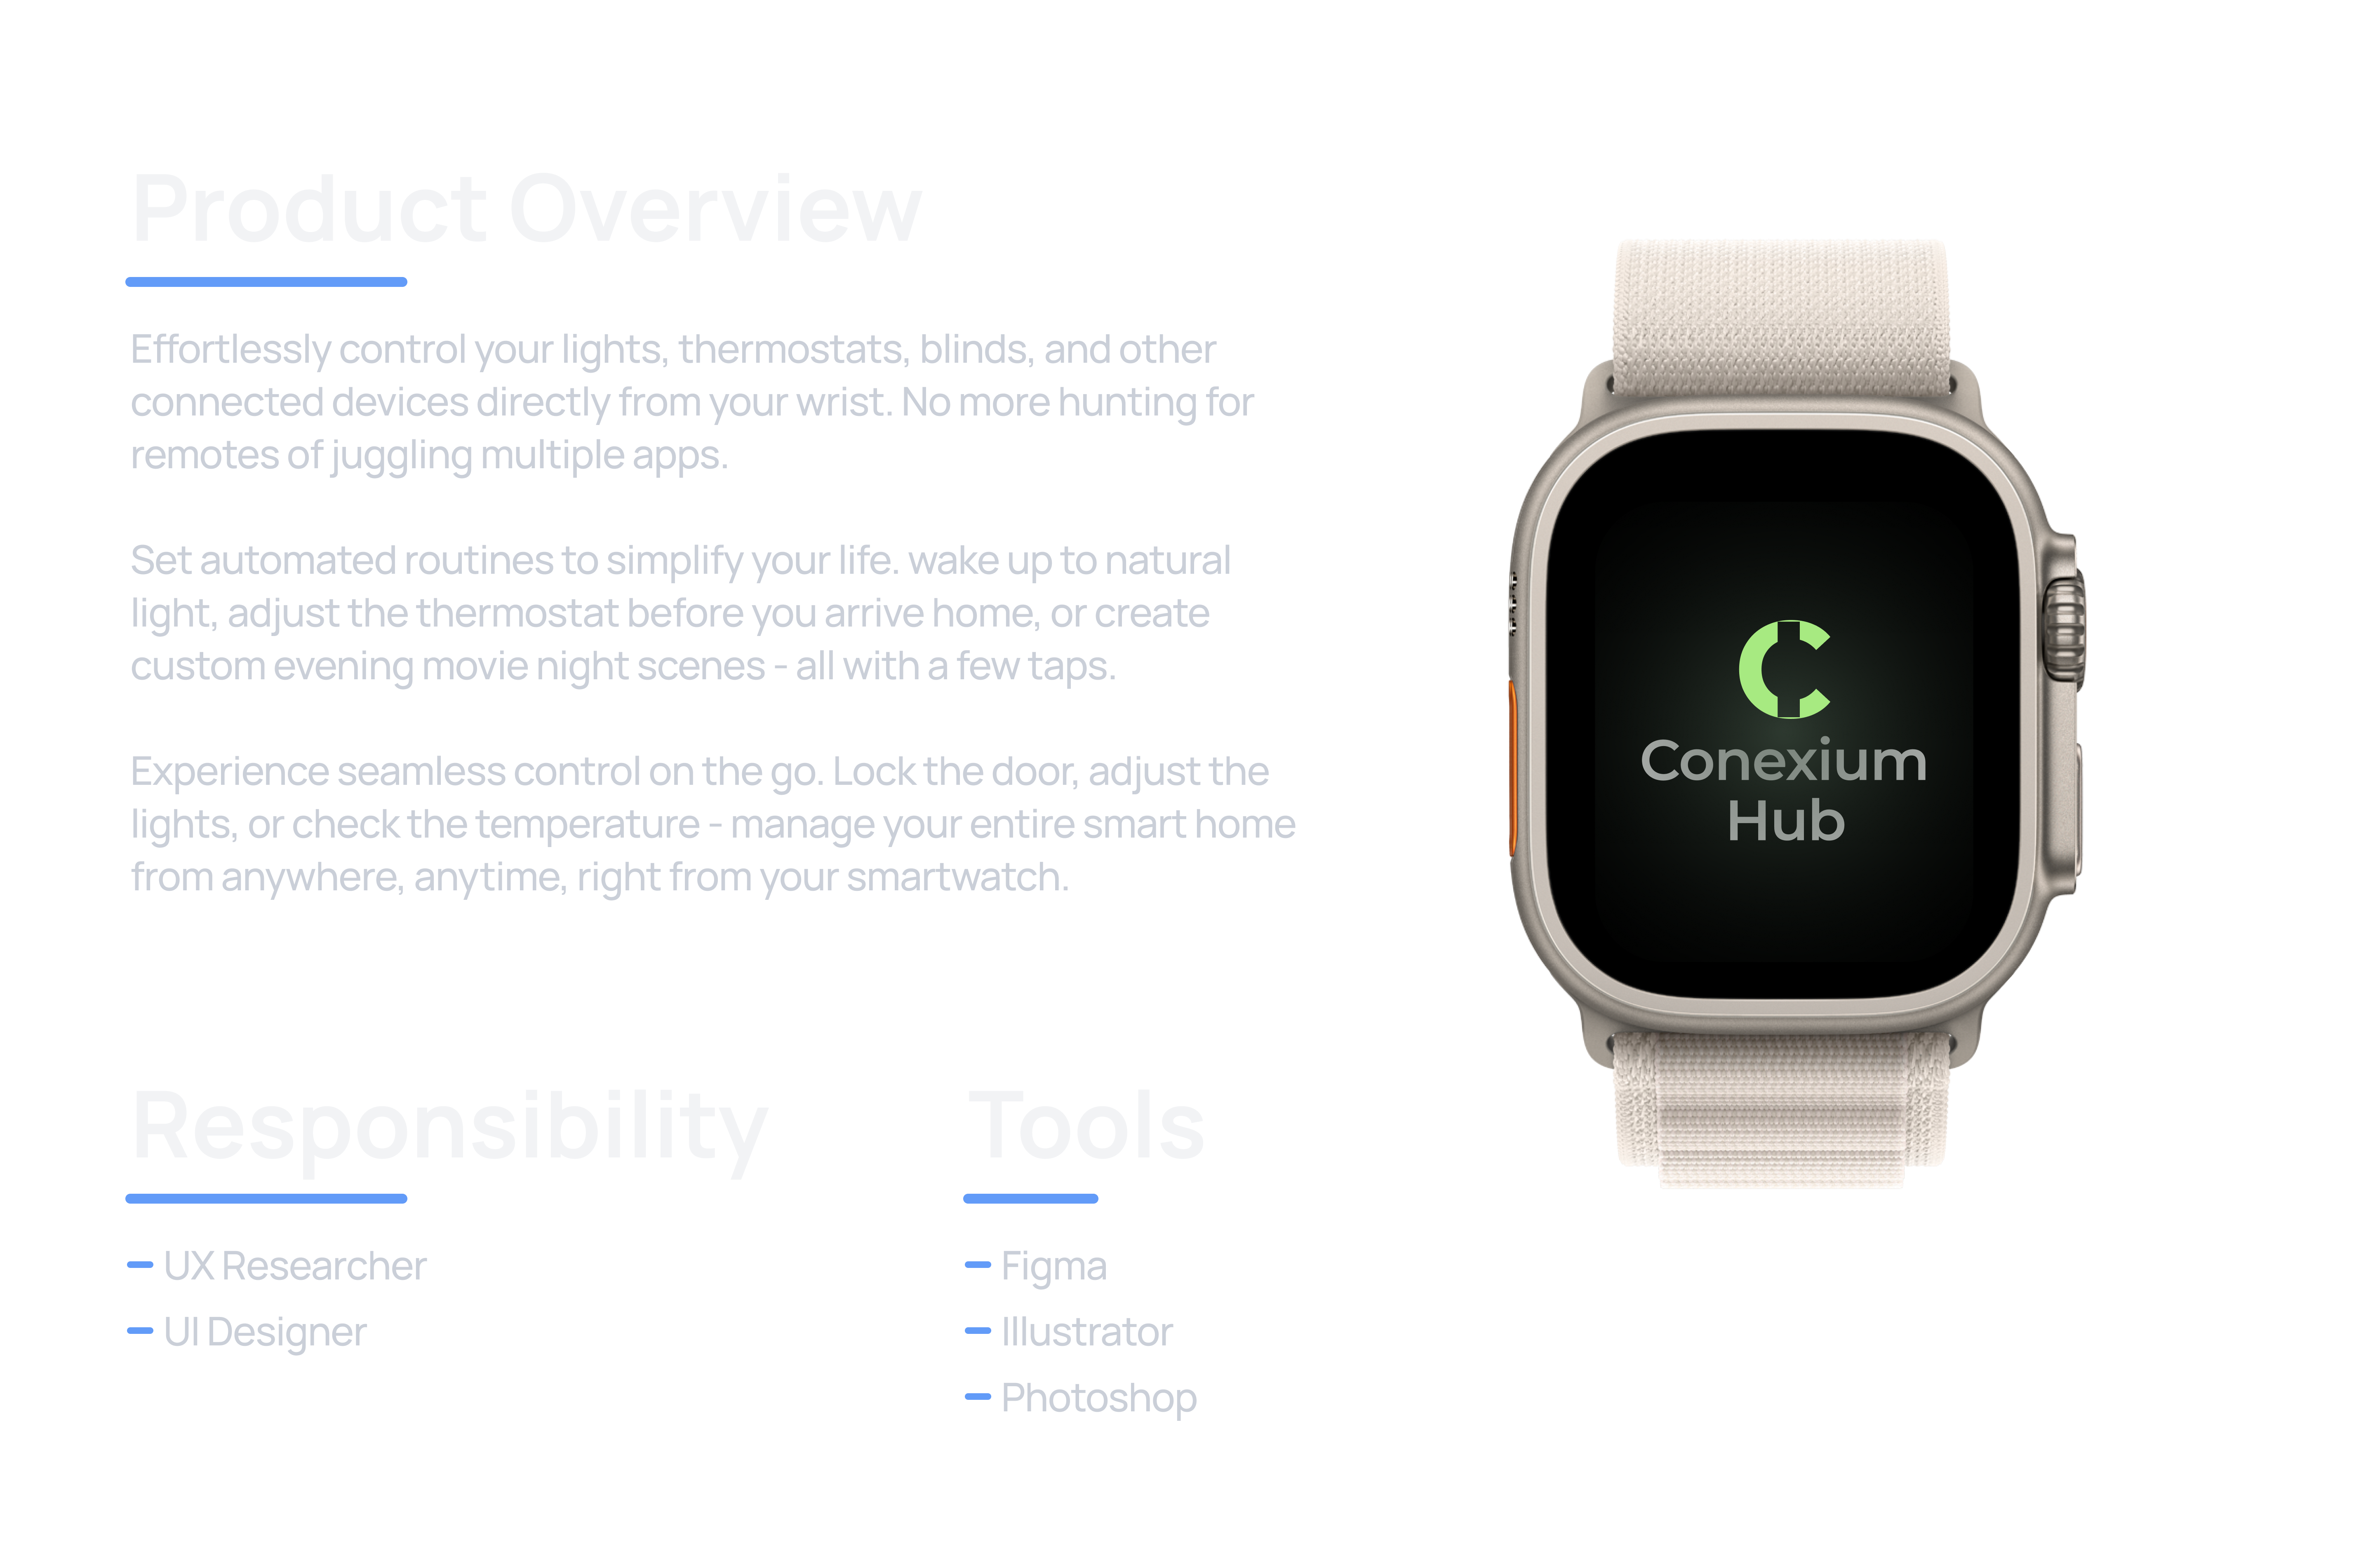 Product Overview
Effortlessly control your lights, thermostats, blinds, and other
connected devices directly from your wrist. No more hunting for
remotes of juggling multiple apps.
Set automated routines to simplify your life. wake up to natural
light, adjust the thermostat before you arrive home, or create
custom evening movie night scenes - all with a few taps.
Experience seamless control on the go. Lock the door, adjust the
lights, or check the temperature - manage your entire smart home
from anywhere, anytime, right from your smartwatch.
Responsibility
UX Researcher
UI Designer
Tools
Figma
Illustrator
Photoshop
C
Conexium
Hub